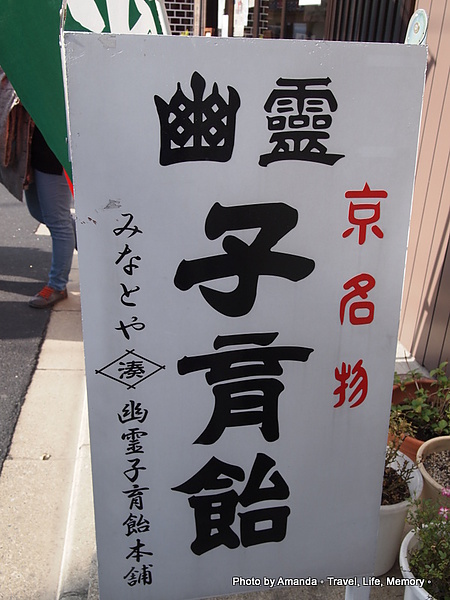 幽靈
京名物
子育飴
みなとや 湊 幽霊子育飴本舗
Photo by Amanda · Travel, Life, Memory ·